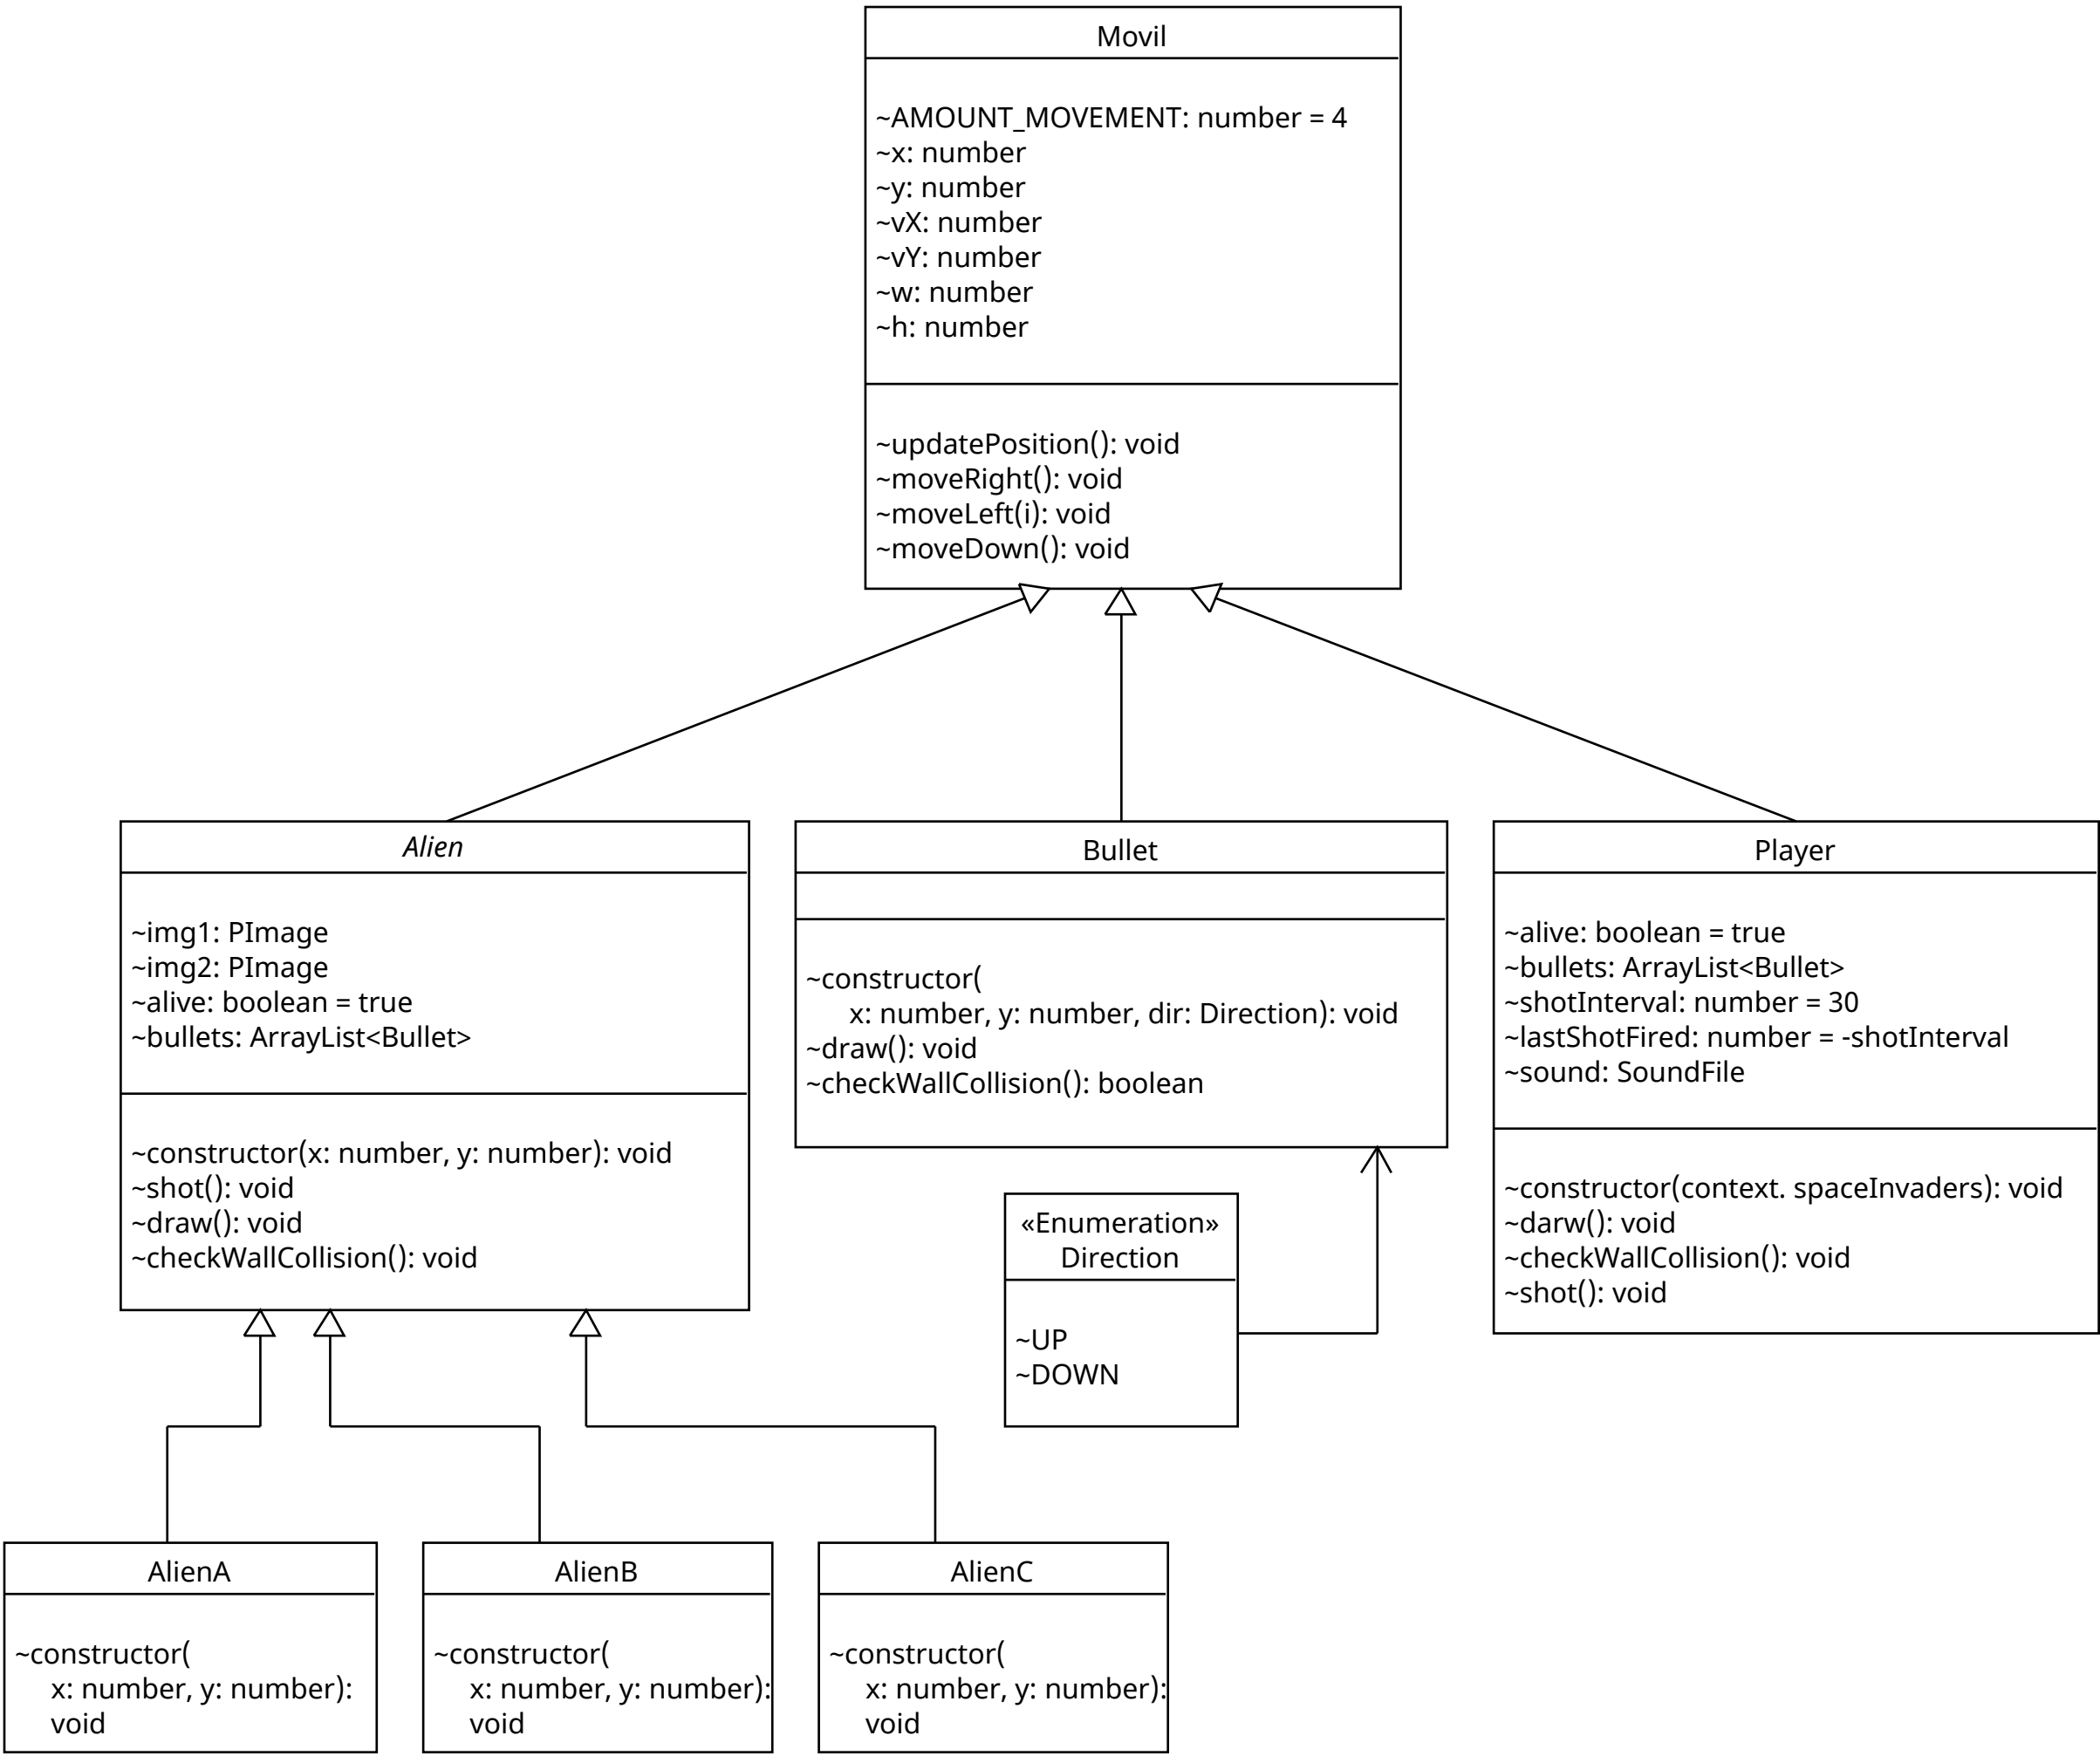 Movil
~AMOUNT_MOVEMENT: number = 4
~x: number
~y: number
~vX: number
~vY: number
~w: number
~h: number
~updatePosition(): void
~moveRight(): void
~moveLeft(i): void
~moveDown(): void
Alien
~img1: PImage
~img2: PImage
~alive: boolean = true
~bullets: ArrayList<Bullet>
~constructor(x: number, y: number): void
~shot(): void
~draw(): void
~checkWallCollision(): void
Bullet
~constructor(
x: number, y: number, dir: Direction): void
~draw(): void
~checkWallCollision(): boolean
Player
~alive: boolean = true
~bullets: ArrayList<Bullet>
~shotInterval: number = 30
~lastShotFired: number = -shotInterval
~sound: SoundFile
~constructor(context. spaceInvaders): void
~darw(): void
~checkWallCollision(): void
~shot(): void
«Enumeration»
Direction
~UP
~DOWN
AlienA
~constructor(
x: number, y: number):
void
AlienB
~constructor(
x: number, y: number):
void
AlienC
~constructor(
x: number, y: number):
void